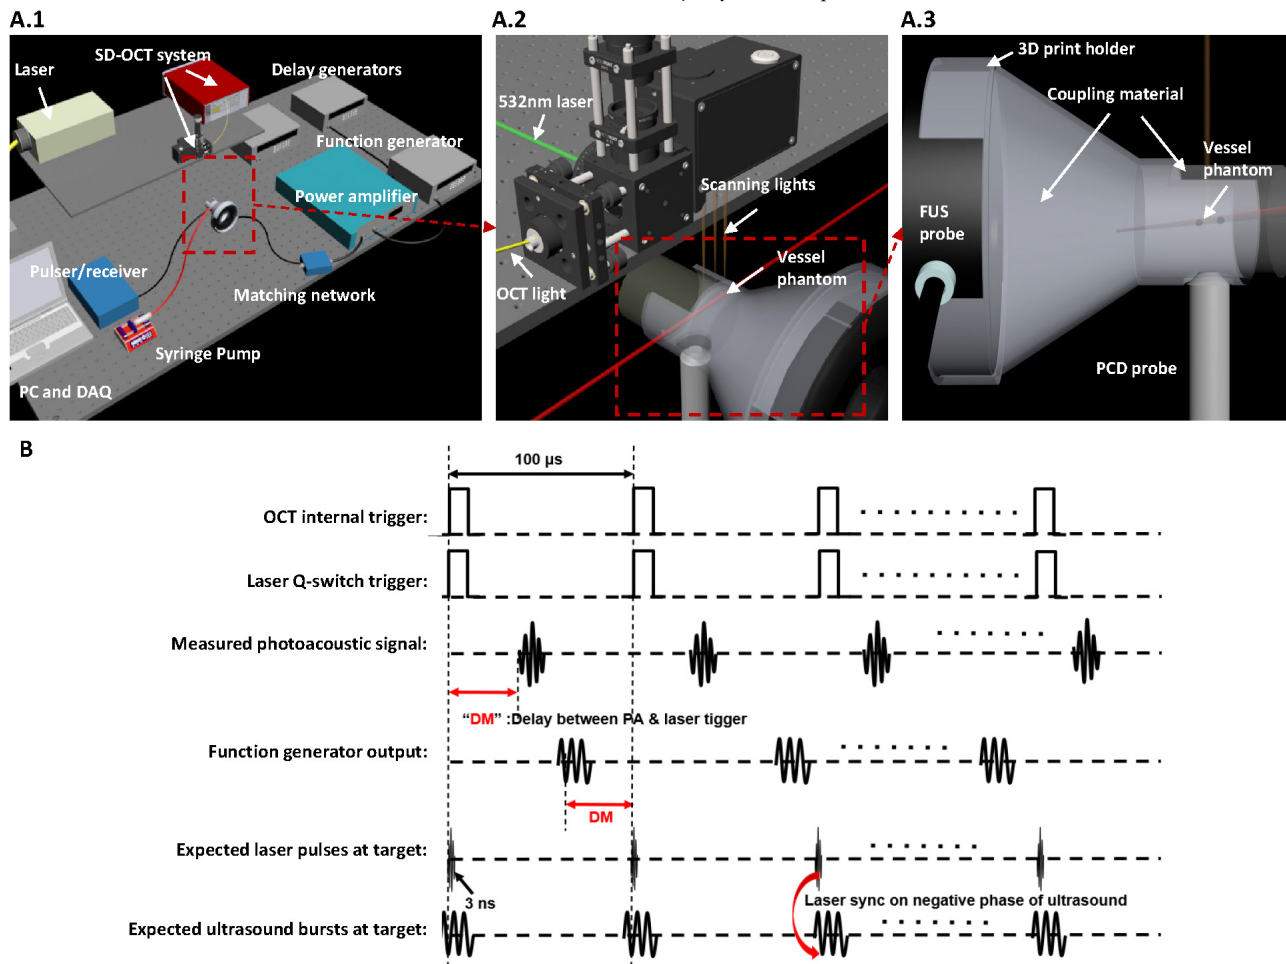 A.1
A.2
A.3
SD-OCT system
Laser
Delay generators
Function generator
Power amplifier
Pulser/receiver
Matching network
Syringe Pump
PC and DAQ
532nm laser
Scanning lights
Vessel
phantom
OCT light
3D print holder
Coupling material
Vessel
phantom
FUS
probe
PCD probe
B
100 µs
OCT internal trigger:
Laser Q-switch trigger:
Measured photoacoustic signal:
“DM” :Delay between PA & laser tigger
Function generator output:
DM
Expected laser pulses at target:
3 ns
Laser sync on negative phase of ultrasound
Expected ultrasound bursts at target: